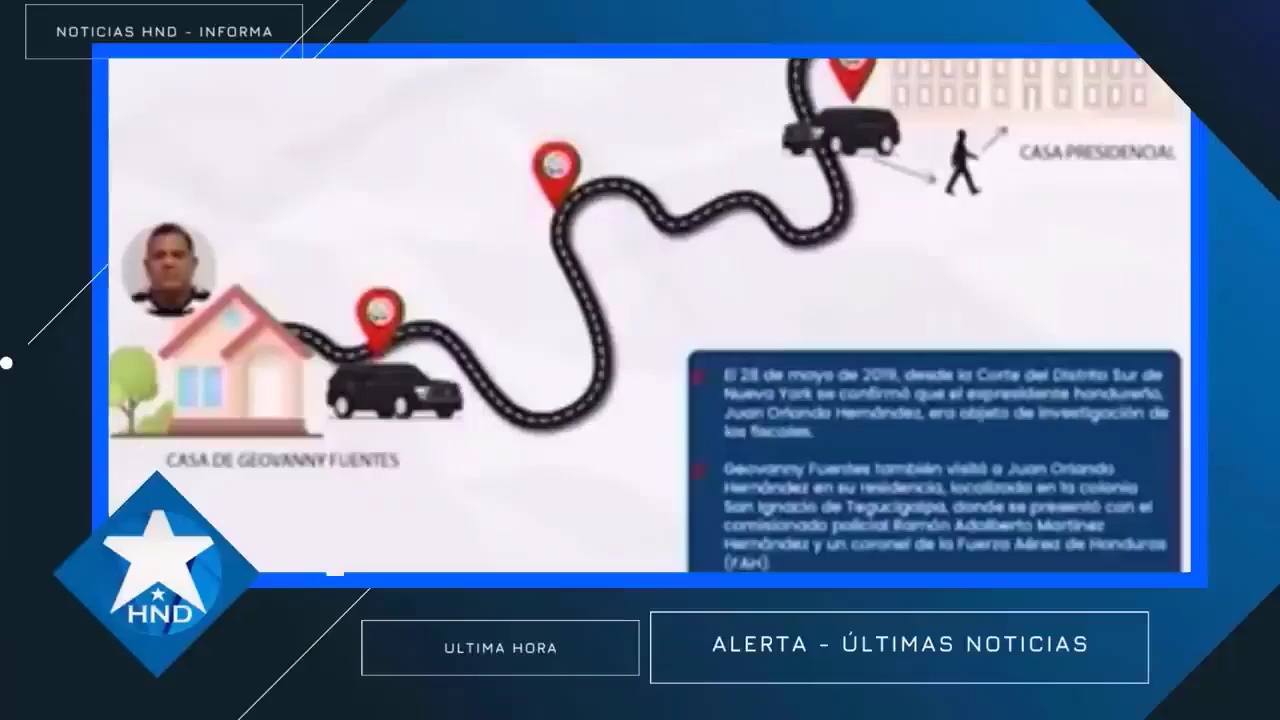 NOTICIAS HND - INFORMA
CASA PRESIDENCIAL
CASA DE GEOVANNY FUENTES
El 28 de mayo de 2019, desde la Corte del Distrito Sur de
Nueva York se confirmó que el expresidente hondureño,
Juan Orlando Hernández, era objeto de investigación de
los fiscales.
Geovanny Fuentes también visitó a Juan Orlando
Hernández en su residencia, localizada en la colonia
San Ignacio de Tegucigalpa, donde se presentó con el
comisionado policial Ramón Adalberto Martínez
Hernández y un coronel de la Fuerza Aérea de Honduras
(FAH)
HND
ULTIMA HORA
ALERTA - ÚLTIMAS NOTICIAS